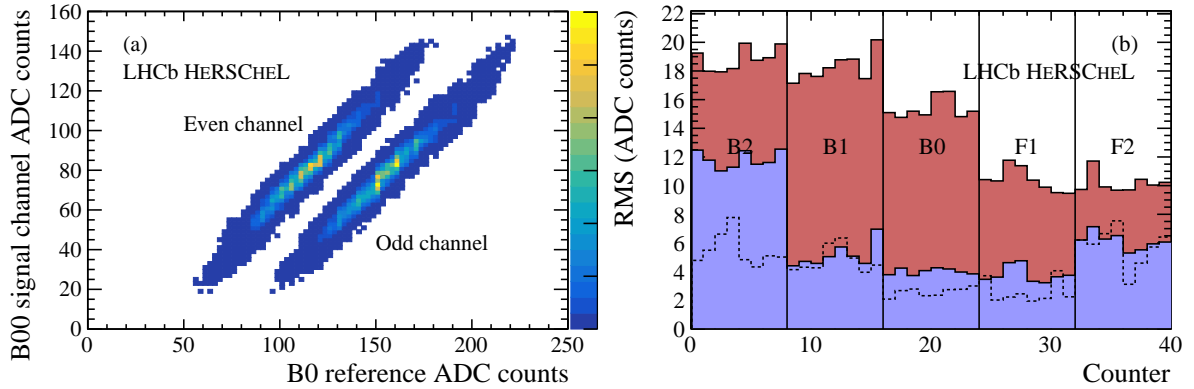 B00 signal channel ADC counts
160
140
120
100
80
60
40
20
0
(a)
LHCb HERSCHEL
Even channel
Odd channel
0 50 100 150 200 250
B0 reference ADC counts
RMS (ADC counts)
22
20
18
16
14
12
10
8
6
4
2
0
(b)
LHCb HERSCHEL
B2 B1 B0 F1 F2
0 10 20 30 40
Counter